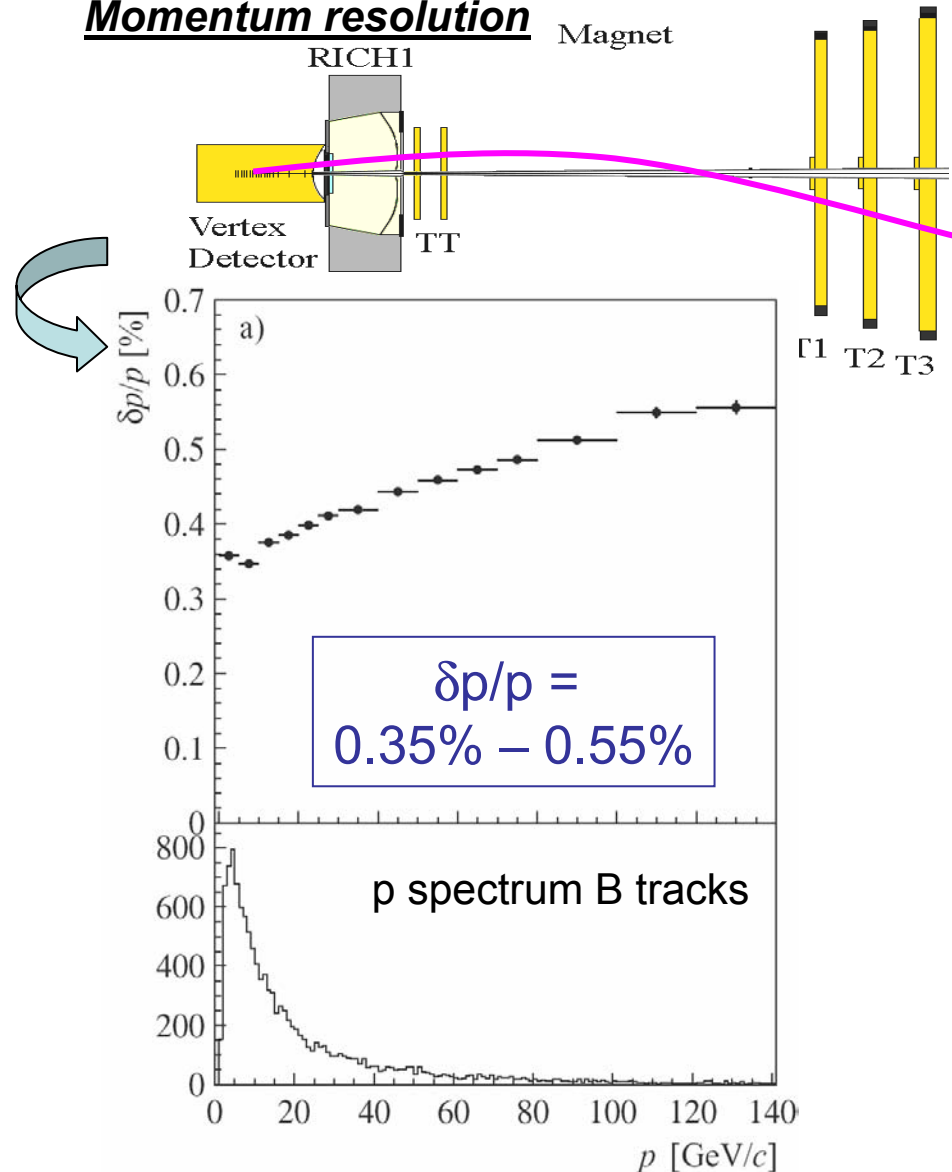 Momentum resolution
Magnet
RICH1
Vertex
Detector
TT
T1 T2 T3
δp/p [%]
a)
0.7
0.6
0.5
0.4
0.3
0.2
0.1
0
δp/p =
0.35% – 0.55%
800
600
400
200
0
p spectrum B tracks
0 20 40 60 80 100 120 140
p [GeV/c]